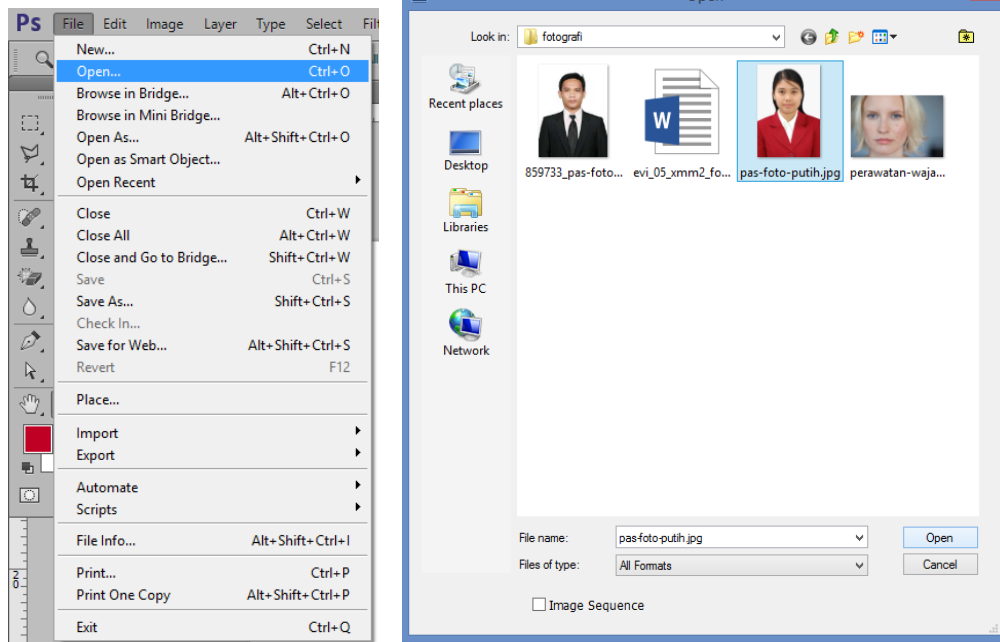 Ps File Edit Image Layer Type Select Filt
New... Ctrl+N
Open... Ctrl+O
Browse in Bridge... Alt+Ctrl+O
Browse in Mini Bridge...
Open As... Alt+Shift+Ctrl+O
Open as Smart Object...
Open Recent
Close Ctrl+W
Close All Alt+Ctrl+W
Close and Go to Bridge... Shift+Ctrl+W
Save Ctrl+S
Save As... Shift+Ctrl+S
Check In...
Save for Web... Alt+Shift+Ctrl+S
Revert F12
Place...
Import
Export
Automate
Scripts
File Info... Alt+Shift+Ctrl+I
Print... Ctrl+P
Print One Copy Alt+Shift+Ctrl+P
Exit Ctrl+Q
2
0
Look in: fotografi
Recent places
Desktop
Libraries
This PC
Network
W
859733_pas-foto... evi_05_xmm2_fo... pas-foto-putih.jpg perawatan-waja...
File name: pas-foto-putih.jpg Open
Files of type: All Formats Cancel
Image Sequence